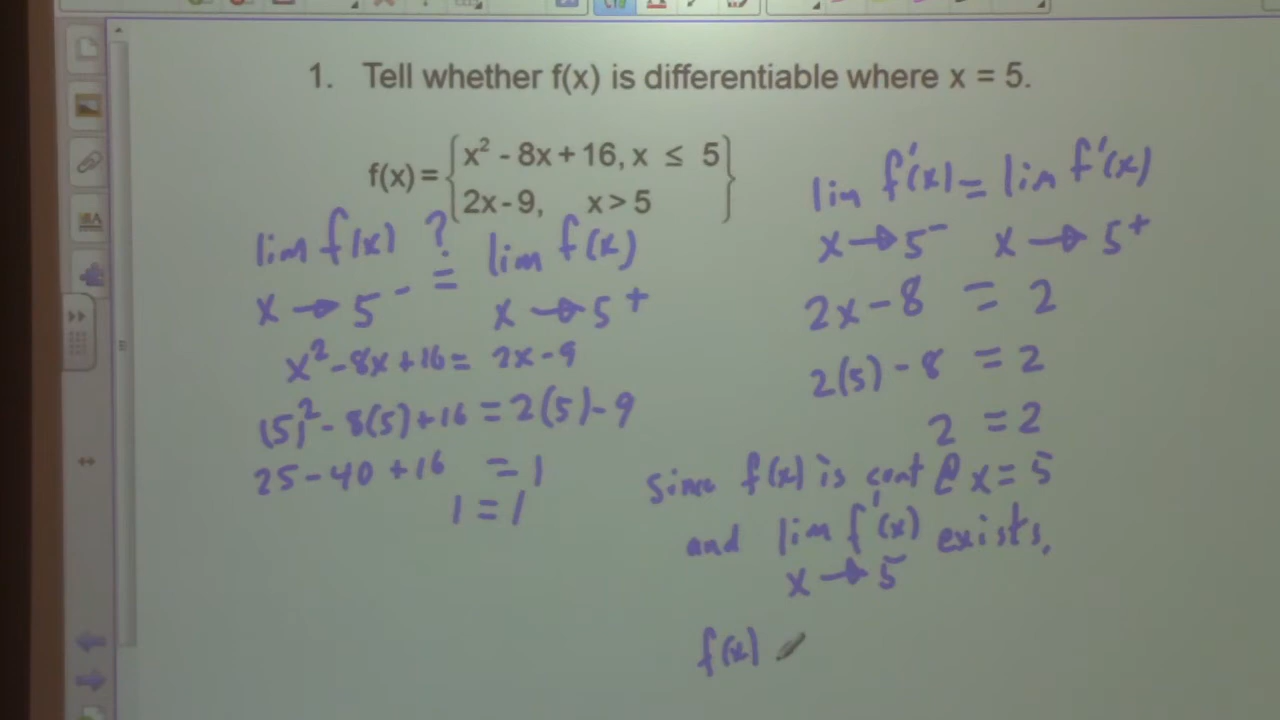 1. Tell whether f(x) is differentiable where x = 5.
f(x) = { x² - 8x + 16, x ≤ 5
2x - 9, x > 5 }
lim f(x) ? = lim f(x)
x → 5⁻ x → 5⁺
x² - 8x + 16 = 2x - 9
(5)² - 8(5) + 16 = 2(5) - 9
25 - 40 + 16 = 1
1 = 1
lim f'(x) = lim f'(x)
x → 5⁻ x → 5⁺
2x - 8 = 2
2(5) - 8 = 2
2 = 2
Since f(x) is cont @ x = 5
and lim f'(x) exists,
x → 5
f(x)